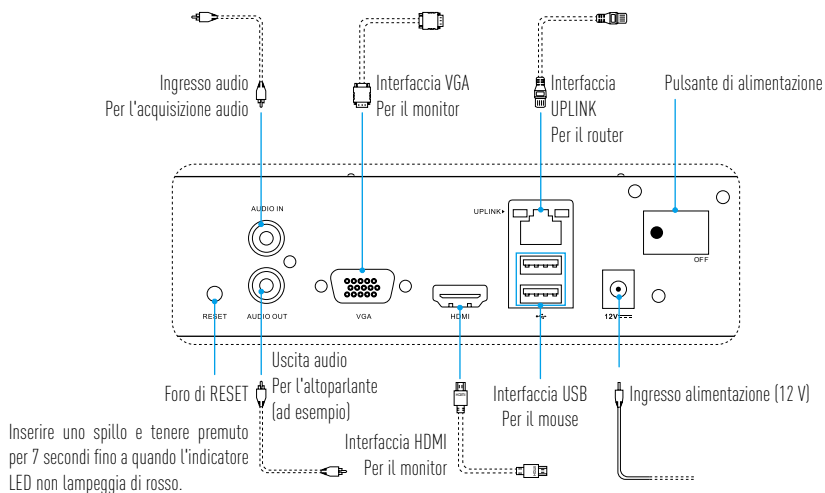 Ingresso audio
Per l'acquisizione audio
Interfaccia VGA
Per il monitor
Interfaccia
UPLINK
Per il router
Pulsante di alimentazione
AUDIO IN
UPLINK
OFF
RESET
AUDIO OUT
VGA
HDMI
12V
Foro di RESET
Inserire uno spillo e tenere premuto
per 7 secondi fino a quando l'indicatore
LED non lampeggia di rosso.
Uscita audio
Per l'altoparlante
(ad esempio)
Interfaccia HDMI
Per il monitor
Interfaccia USB
Per il mouse
Ingresso alimentazione (12 V)